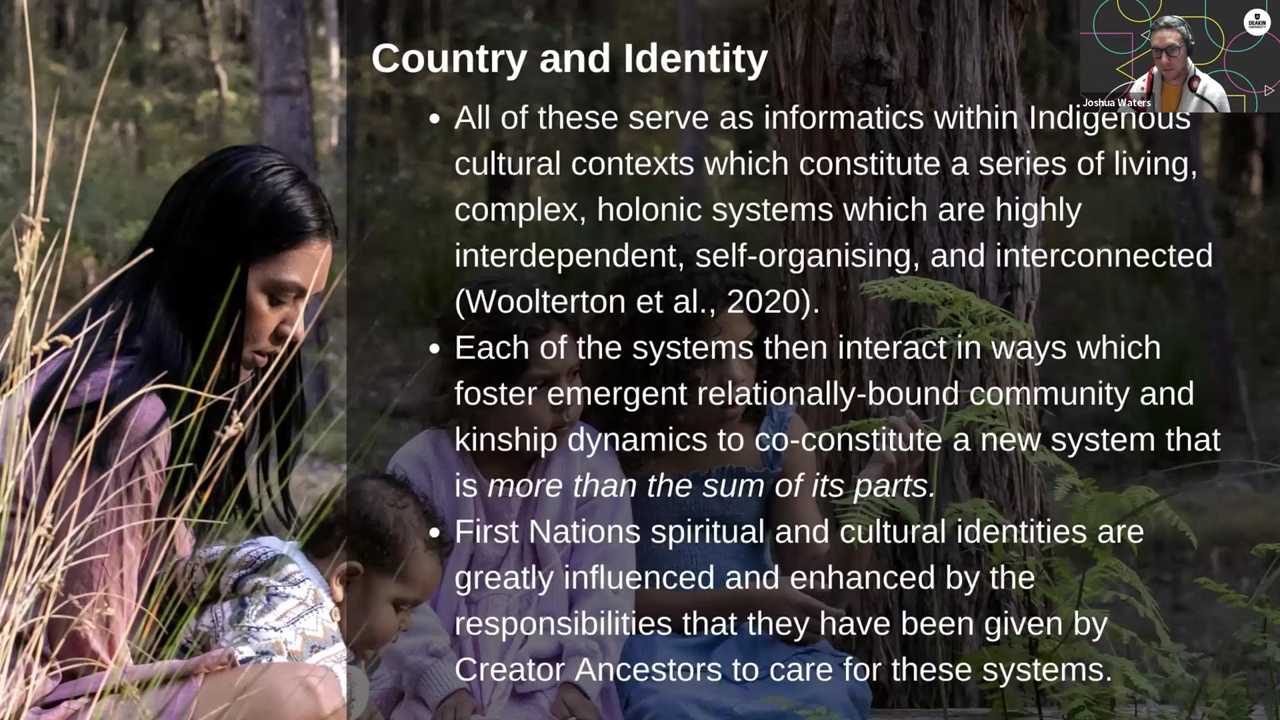 Country and Identity
DEAKIN
UNIVERSITY
Joshua Waters
• All of these serve as informatics within Indigenous
cultural contexts which constitute a series of living,
complex, holonic systems which are highly
interdependent, self-organising, and interconnected
(Woolterton et al., 2020).
• Each of the systems then interact in ways which
foster emergent relationally-bound community and
kinship dynamics to co-constitute a new system that
is more than the sum of its parts.
• First Nations spiritual and cultural identities are
greatly influenced and enhanced by the
responsibilities that they have been given by
Creator Ancestors to care for these systems.